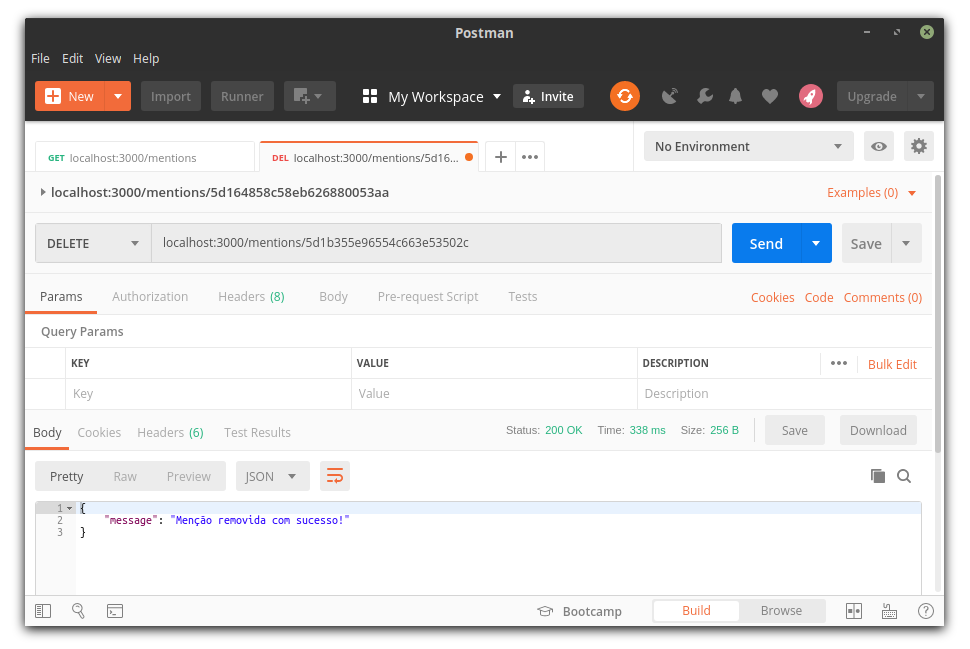 Postman
File Edit View Help
New Import Runner My Workspace Invite Upgrade
GET localhost:3000/mentions DEL localhost:3000/mentions/5d16... + ••• No Environment
localhost:3000/mentions/5d164858c58eb626880053aa Examples (0)
DELETE localhost:3000/mentions/5d1b355e96554c663e53502c Send Save
Params Authorization Headers (8) Body Pre-request Script Tests Cookies Code Comments (0)
Query Params
KEY VALUE DESCRIPTION ••• Bulk Edit
Key Value Description
Body Cookies Headers (6) Test Results Status: 200 OK Time: 338 ms Size: 256 B Save Download
Pretty Raw Preview JSON
1 {
2 "message": "Menção removida com sucesso!"
3 }
Bootcamp Build Browse ?